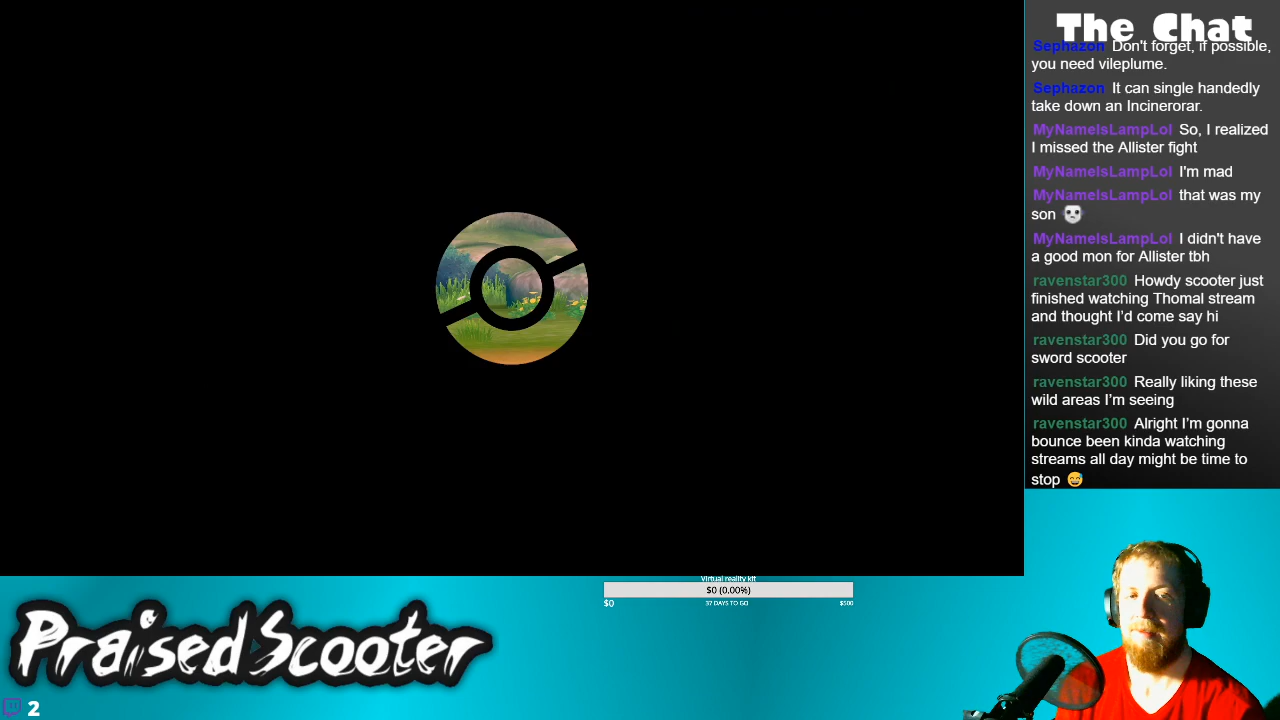 The Chat
Sephazon Don't forget, if possible,
you need vileplume.
Sephazon It can single handedly
take down an Incinerorar.
MyNameIsLampLol So, I realized
I missed the Allister fight
MyNameIsLampLol I'm mad
MyNameIsLampLol that was my
son
MyNameIsLampLol I didn't have
a good mon for Allister tbh
ravenstar300 Howdy scooter just
finished watching Thomal stream
and thought I'd come say hi
ravenstar300 Did you go for
sword scooter
ravenstar300 Really liking these
wild areas I'm seeing
ravenstar300 Alright I'm gonna
bounce been kinda watching
streams all day might be time to
stop 😅
Virtual reality kit
$0 (0.00%)
$0 37 DAYS TO GO $500
Praised Scooter
2